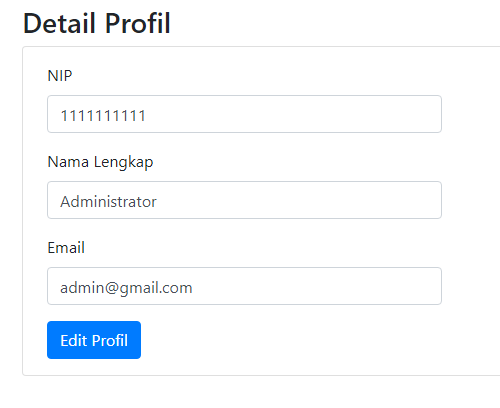 Detail Profil
NIP
1111111111
Nama Lengkap
Administrator
Email
admin@gmail.com
Edit Profil